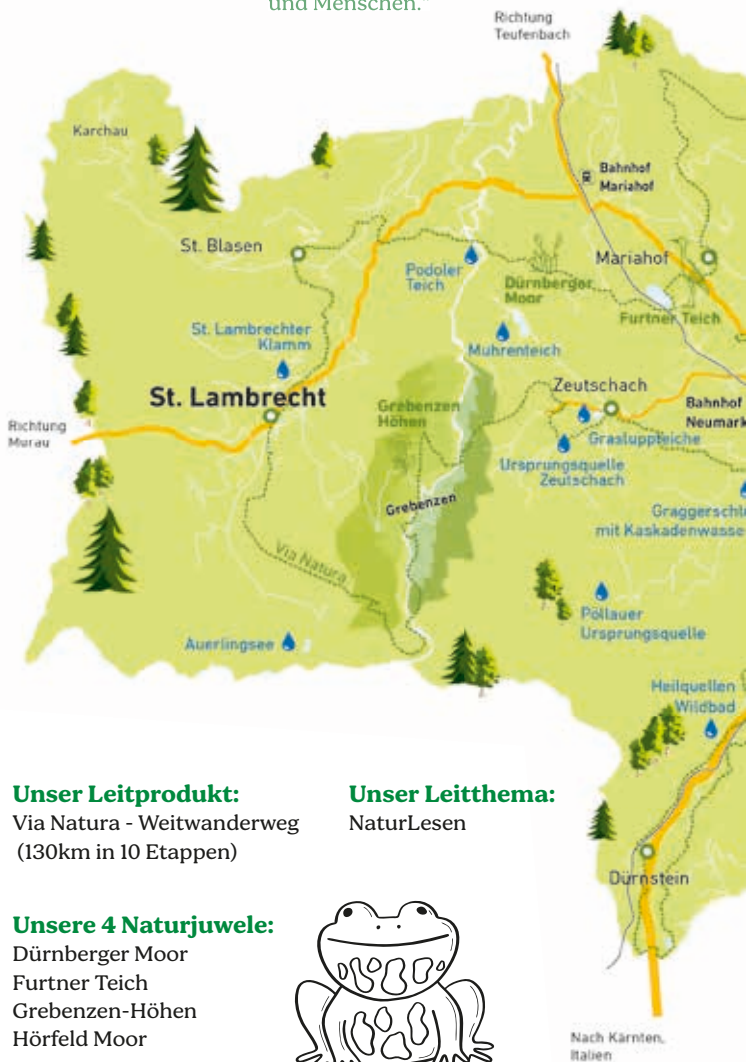 und Menschen."
Richtung
Teufenbach
Karchau
Bahnhof
Mariahof
St. Blasen
Mariahof
Podoler
Teich
Dürnberger
Moor
Furtner Teich
St. Lambrechter
Klamm
Muhrenteich
St. Lambrecht
Zeutschach
Grebenzen
Höhen
Bahnhof
Neumark
Richtung
Murau
Grasluppteiche
Ursprungsquelle
Zeutschach
Grebenzen
Graggerschlu
mit Kaskadenwasse
Via Natura
Pöllauer
Ursprungsquelle
Auerlingsee
Heilquellen
Wildbad
Dürnstein
Nach Kärnten,
Italien
Unser Leitprodukt:
Via Natura - Weitwanderweg
(130km in 10 Etappen)
Unser Leitthema:
NaturLesen
Unsere 4 Naturjuwele:
Dürnberger Moor
Furtner Teich
Grebenzen-Höhen
Hörfeld Moor